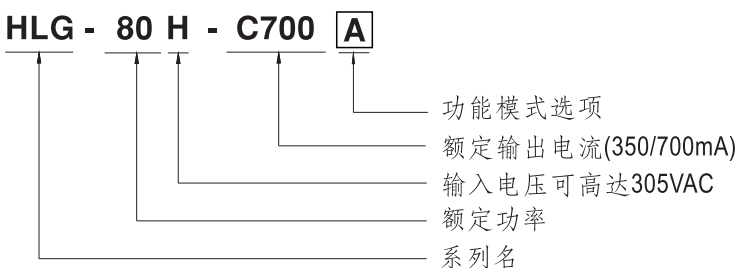 HLG - 80 H - C700 A
功能模式选项
额定输出电流(350/700mA)
输入电压可高达305VAC
额定功率
系列名